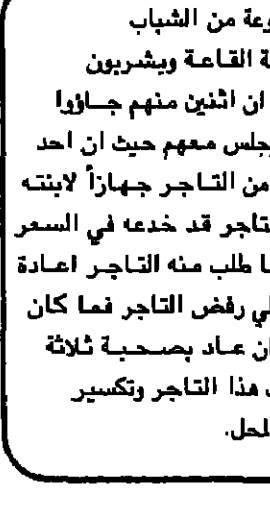 وعة من الشباب
ة القاعة ويشربون
ان اثنين منهم جاؤوا
جلس معهم حيث ان احد
من التاجر جهازاً لابنته
تاجر قد خدعه في السعر
ا طلب منه التاجر اعادة
ي رفض التاجر فما كان
ان عاد بصحبة ثلاثة
هذا التاجر وتكسير
لمحل.